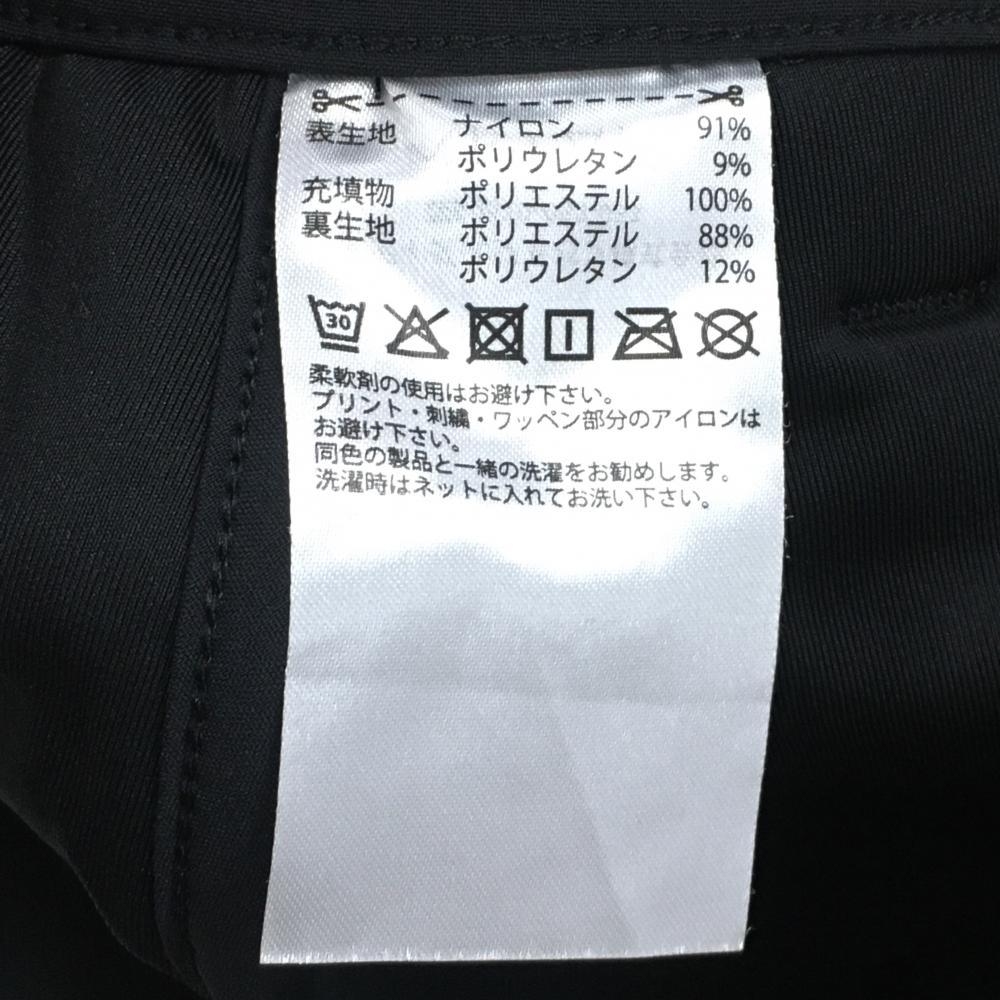 表生地 ナイロン 91%
ポリウレタン 9%
充填物 ポリエステル 100%
裏生地 ポリエステル 88%
ポリウレタン 12%
30
柔軟剤の使用はお避け下さい。
プリント・刺繍・ワッペン部分のアイロンは
お避け下さい。
同色の製品と一緒の洗濯をお勧めします。
洗濯時はネットに入れてお洗い下さい。